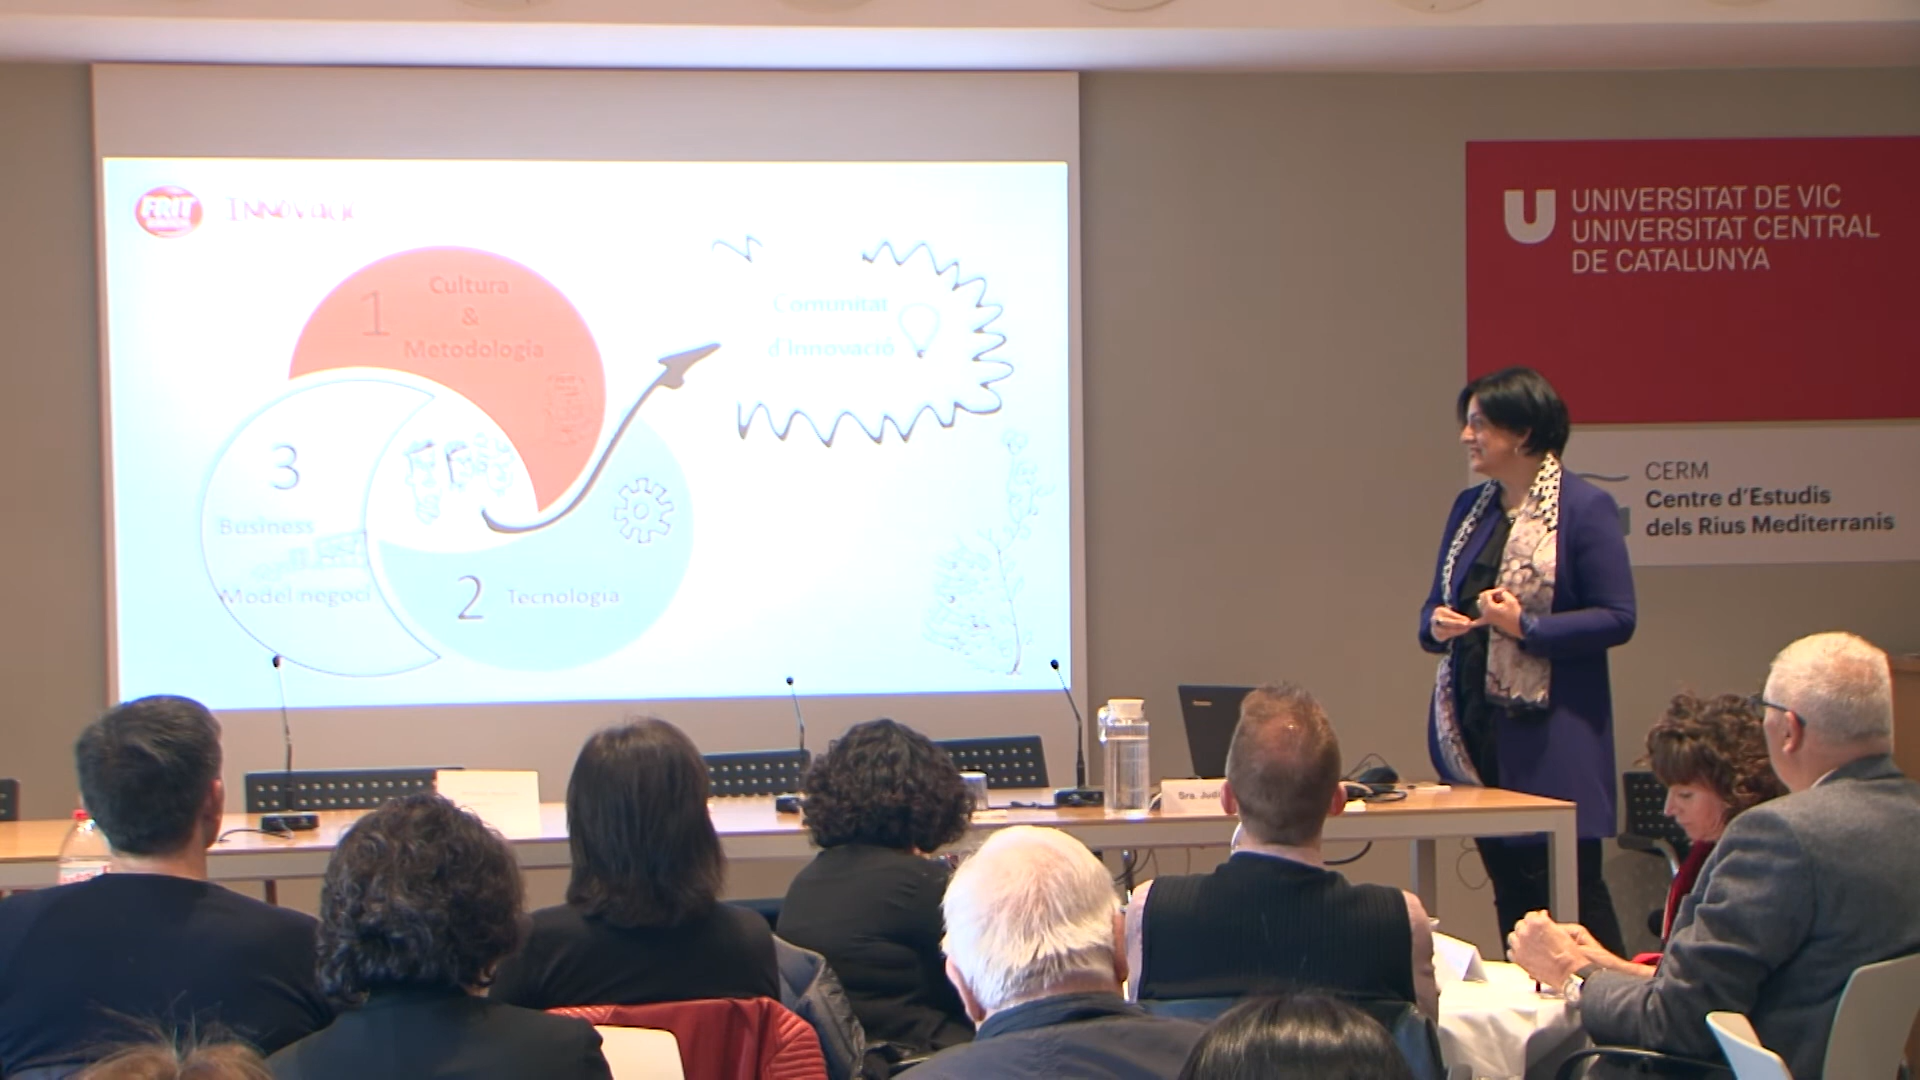 FRIT
INNOVACIÓ
1
Cultura
&
Metodologia
Comunitat
d'Innovació
3
Business
Model negoci
2
Tecnologia
U
UNIVERSITAT DE VIC
UNIVERSITAT CENTRAL
DE CATALUNYA
CERM
Centre d'Estudis
dels Rius Mediterranis
Sra.